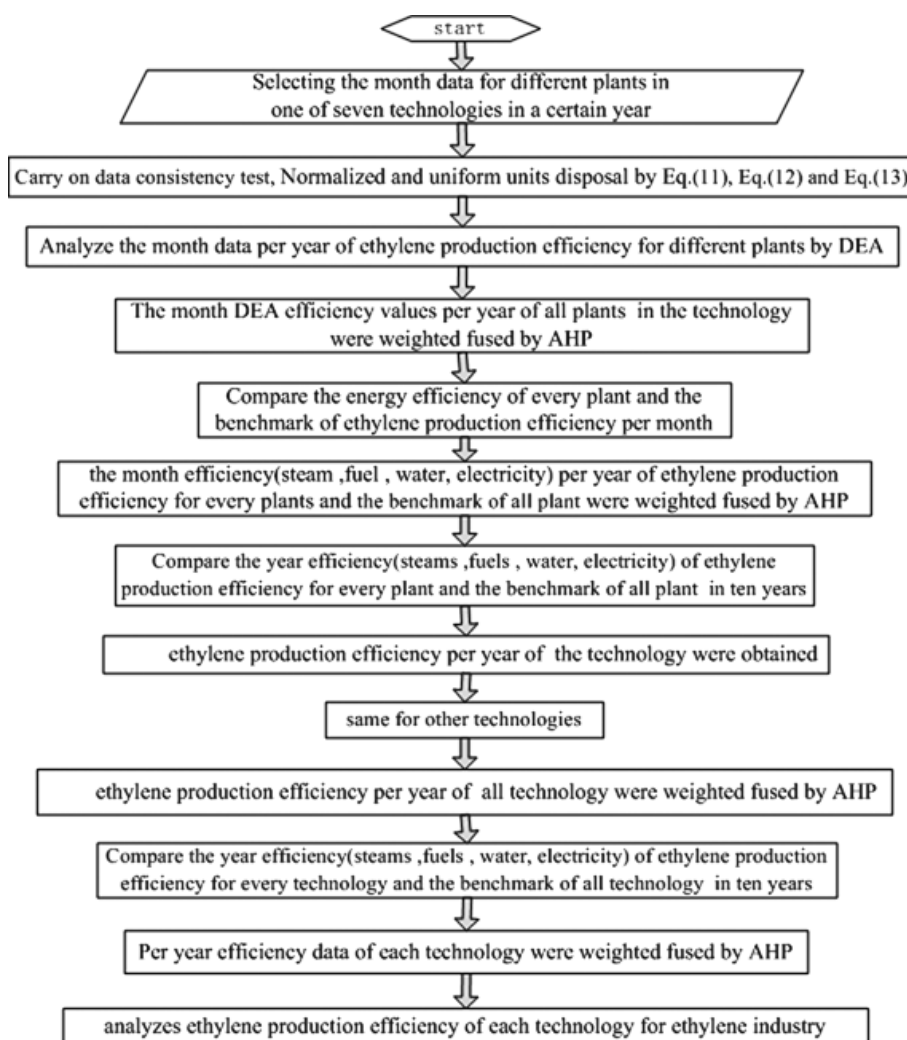 start
Selecting the month data for different plants in
one of seven technologies in a certain year
Carry on data consistency test, Normalized and uniform units disposal by Eq.(11), Eq.(12) and Eq.(13)
Analyze the month data per year of ethylene production efficiency for different plants by DEA
The month DEA efficiency values per year of all plants in the technology
were weighted fused by AHP
Compare the energy efficiency of every plant and the
benchmark of ethylene production efficiency per month
the month efficiency(steam ,fuel , water, electricity) per year of ethylene production
efficiency for every plants and the benchmark of all plant were weighted fused by AHP
Compare the year efficiency(steams ,fuels , water, electricity) of ethylene
production efficiency for every plant and the benchmark of all plant in ten years
ethylene production efficiency per year of the technology were obtained
same for other technologies
ethylene production efficiency per year of all technology were weighted fused by AHP
Compare the year efficiency(steams ,fuels , water, electricity) of ethylene production
efficiency for every technology and the benchmark of all technology in ten years
Per year efficiency data of each technology were weighted fused by AHP
analyzes ethylene production efficiency of each technology for ethylene industry